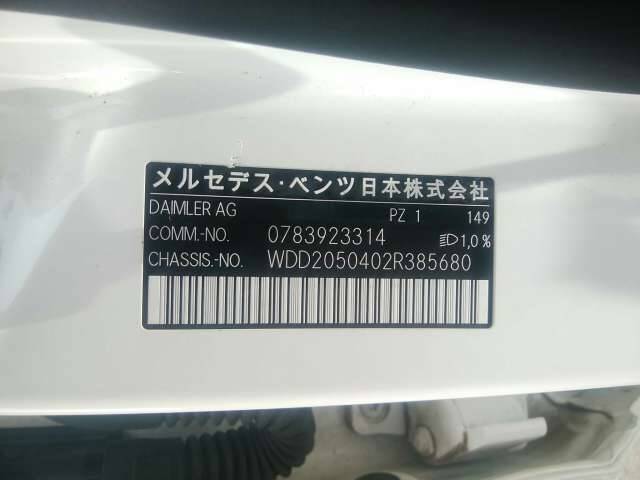 メルセデス・ベンツ日本株式会社
DAIMLER AG PZ 1 149
COMM.-NO. 0783923314 1,0%
CHASSIS.-NO. WDD2050402R385680